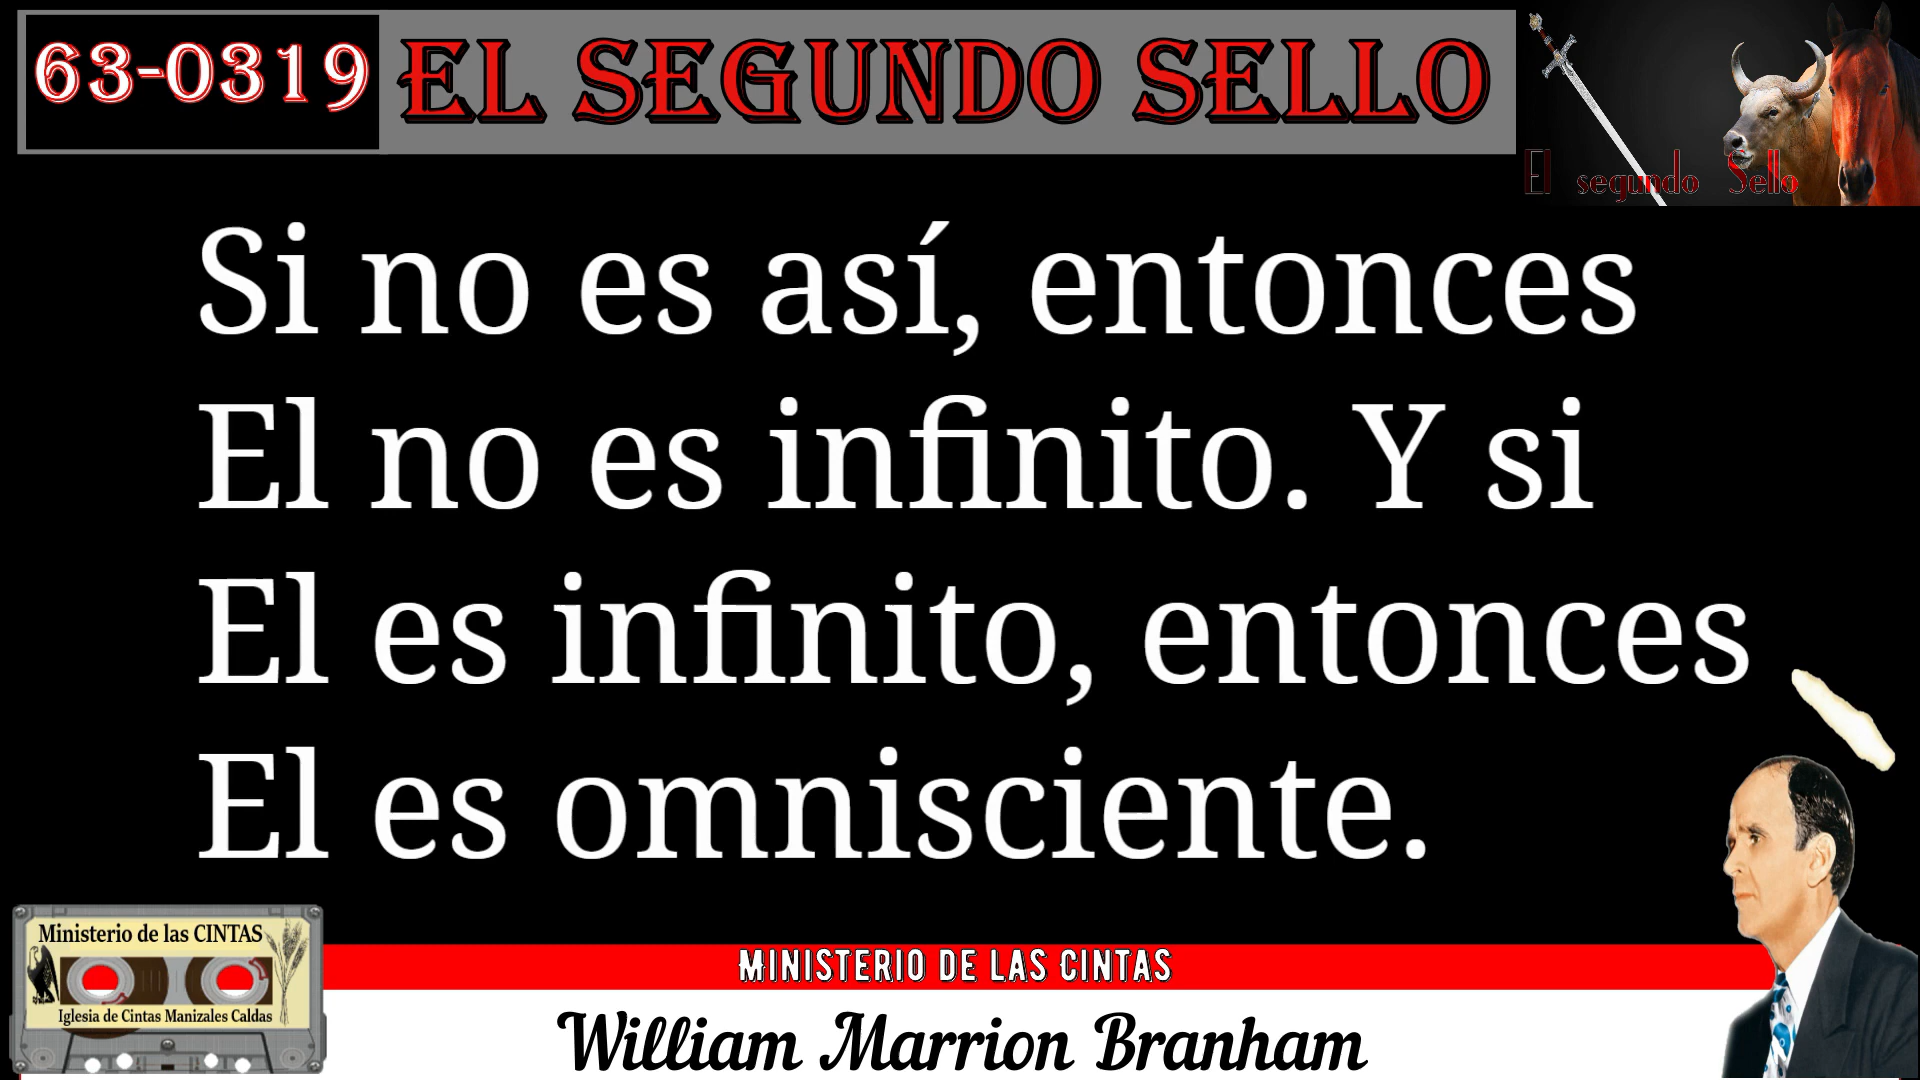 63-0319 EL SEGUNDO SELLO
El segundo Sello
Si no es así, entonces
El no es infinito. Y si
El es infinito, entonces
El es omnisciente.
Ministerio de las CINTAS
Iglesia de Cintas Manizales Caldas
MINISTERIO DE LAS CINTAS
William Marrion Branham